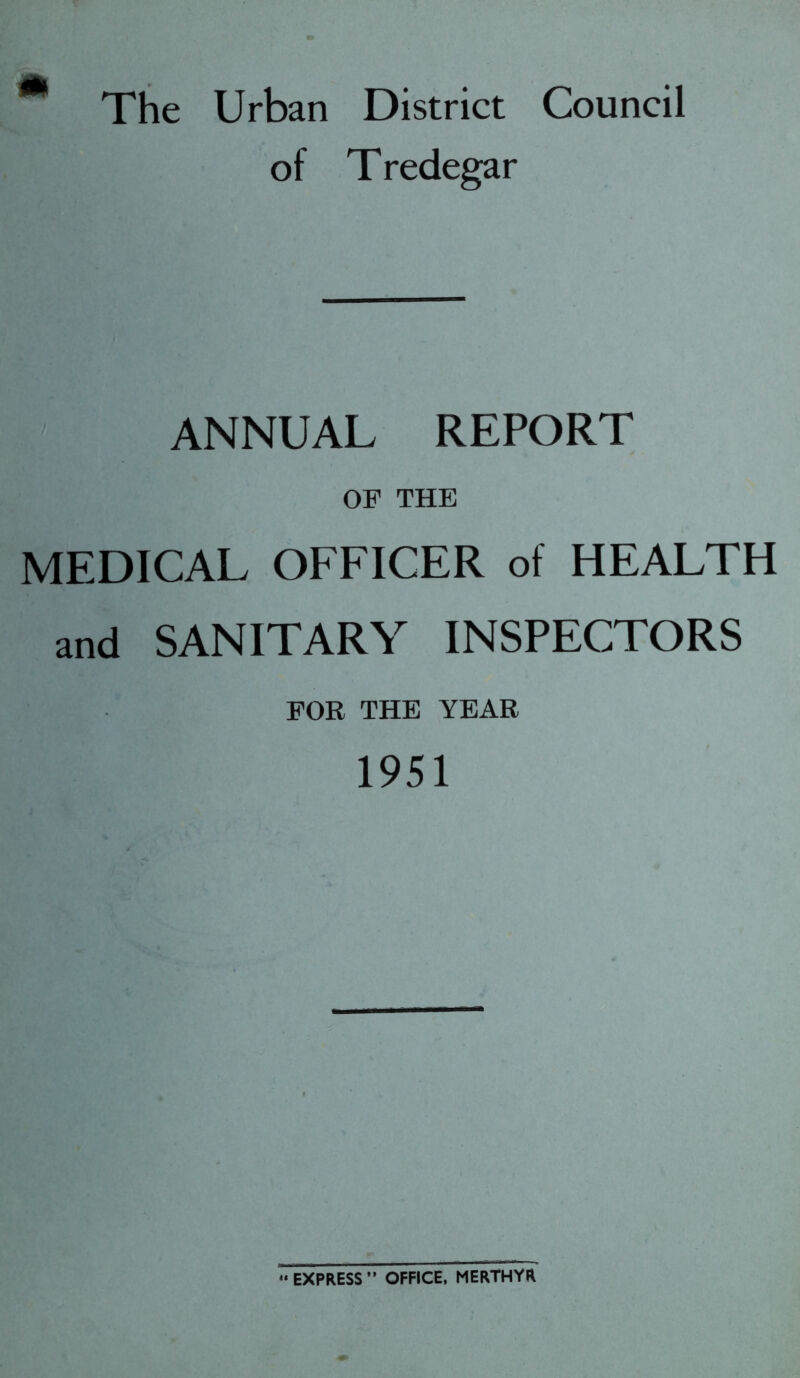 The Urban District Council
of Tredegar
ANNUAL REPORT
OF THE
MEDICAL OFFICER of HEALTH
and SANITARY INSPECTORS
FOR THE YEAR
1951
"EXPRESS" OFFICE, MERTHYR